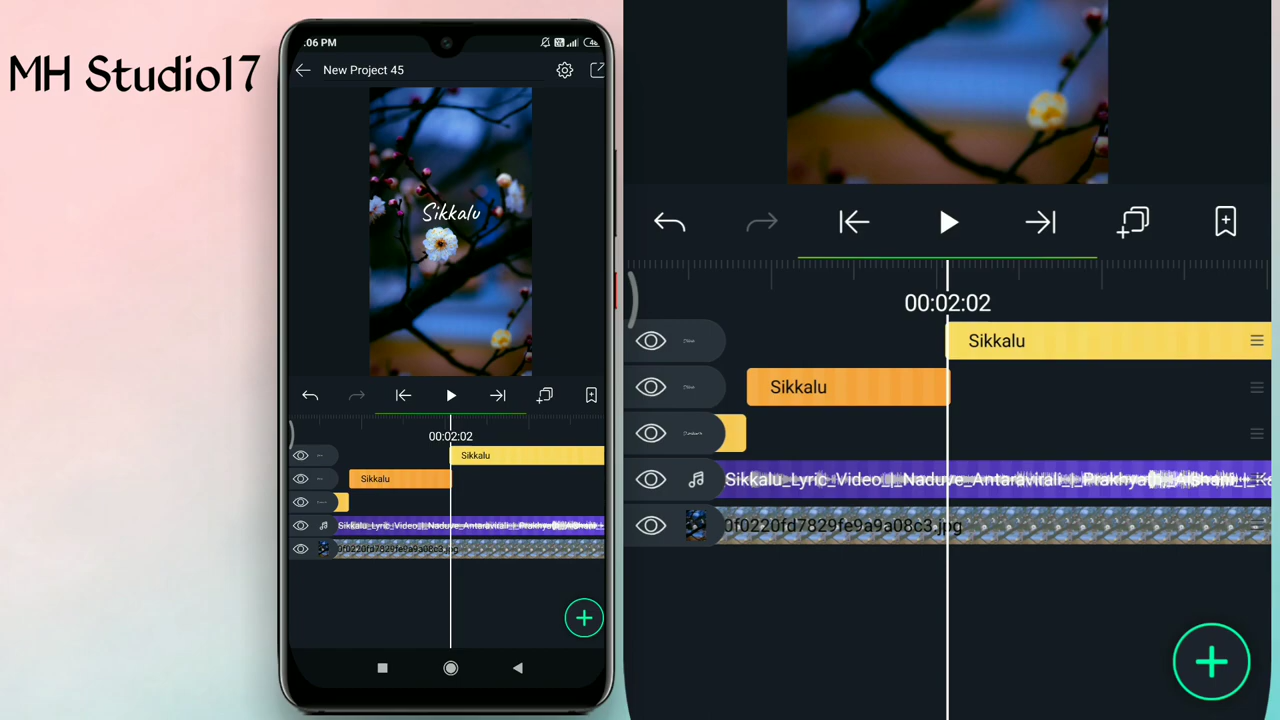 MH Studio17
:06 PM
New Project 45
Sikkalu
00:02:02
Sikkalu
Sikkalu
Sikkalu_Lyric_Video_|_Naduve_Antaravirali_|_Prakhya
0f0220fd7829fe9a9a08c3.jpg
00:02:02
Sikkalu
Sikkalu
Sikkalu_Lyric_Video_|_Naduve_Antaravirali_|_Prakhya
0f0220fd7829fe9a9a08c3.jpg